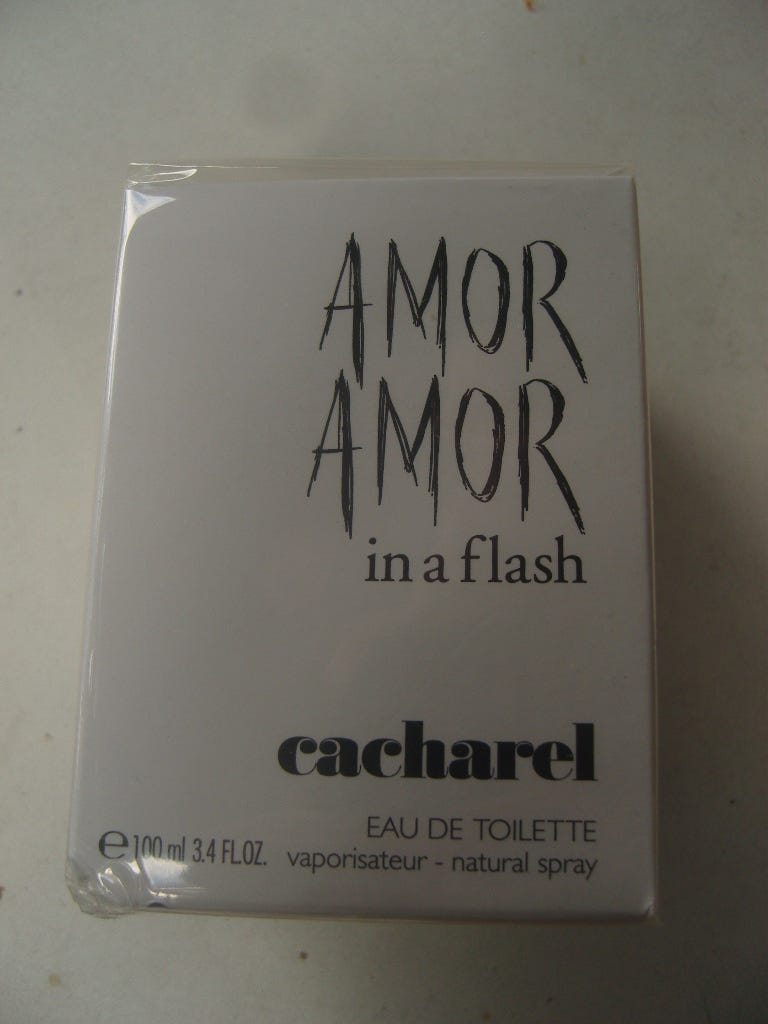 AMOR
AMOR
in a flash
cacharel
EAU DE TOILETTE
e 100 ml 3.4 FL.OZ. vaporisateur - natural spray